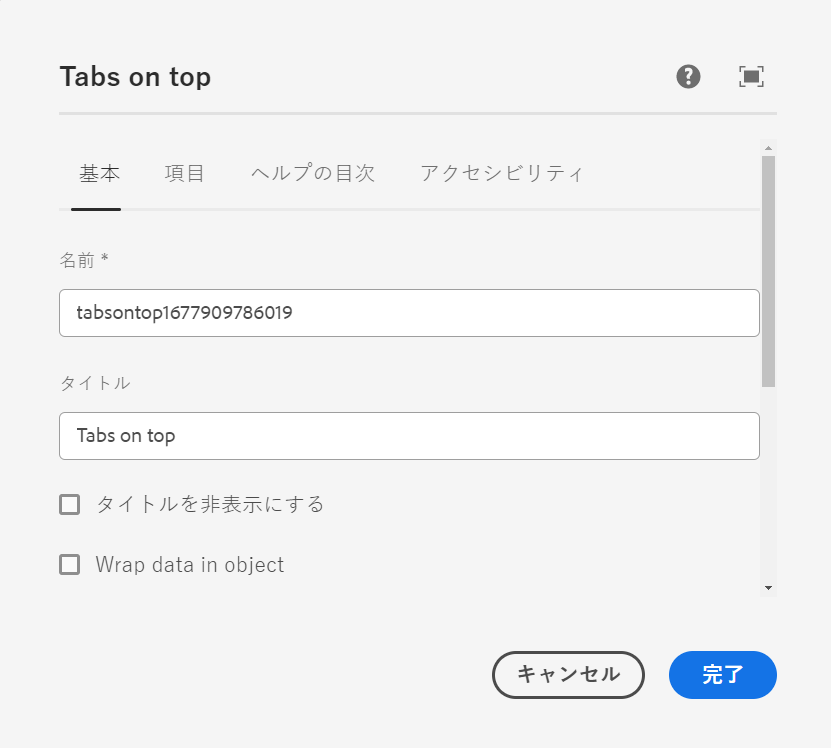 Tabs on top
基本 項目 ヘルプの目次 アクセシビリティ
名前 *
tabsontop1677909786019
タイトル
Tabs on top
タイトルを非表示にする
Wrap data in object
キャンセル 完了